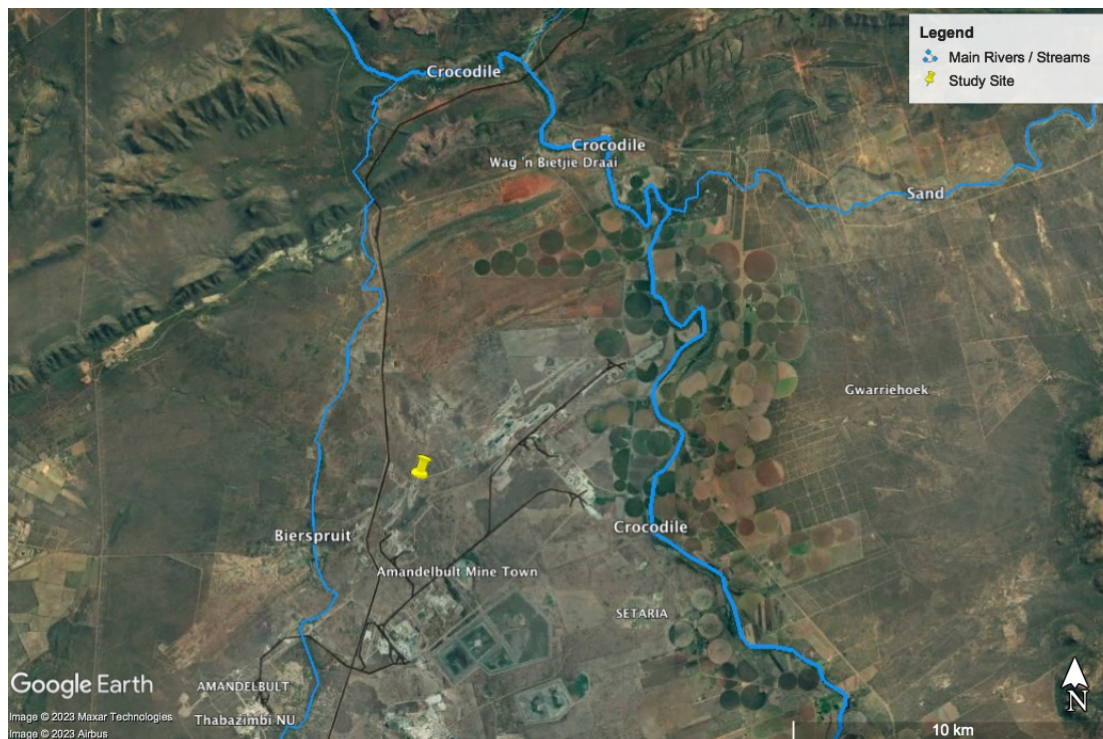 Legend
Main Rivers / Streams
Study Site
Crocodile
Crocodile
Wag 'n Bietjie Draai
Sand
Gwarriehoek
Crocodile
Bierspruit
Amandelbult Mine Town
SETARIA
AMANDELBULT
Thabazimbi NU
Google Earth
Image © 2023 Maxar Technologies
Image © 2023 Airbus
N
10 km